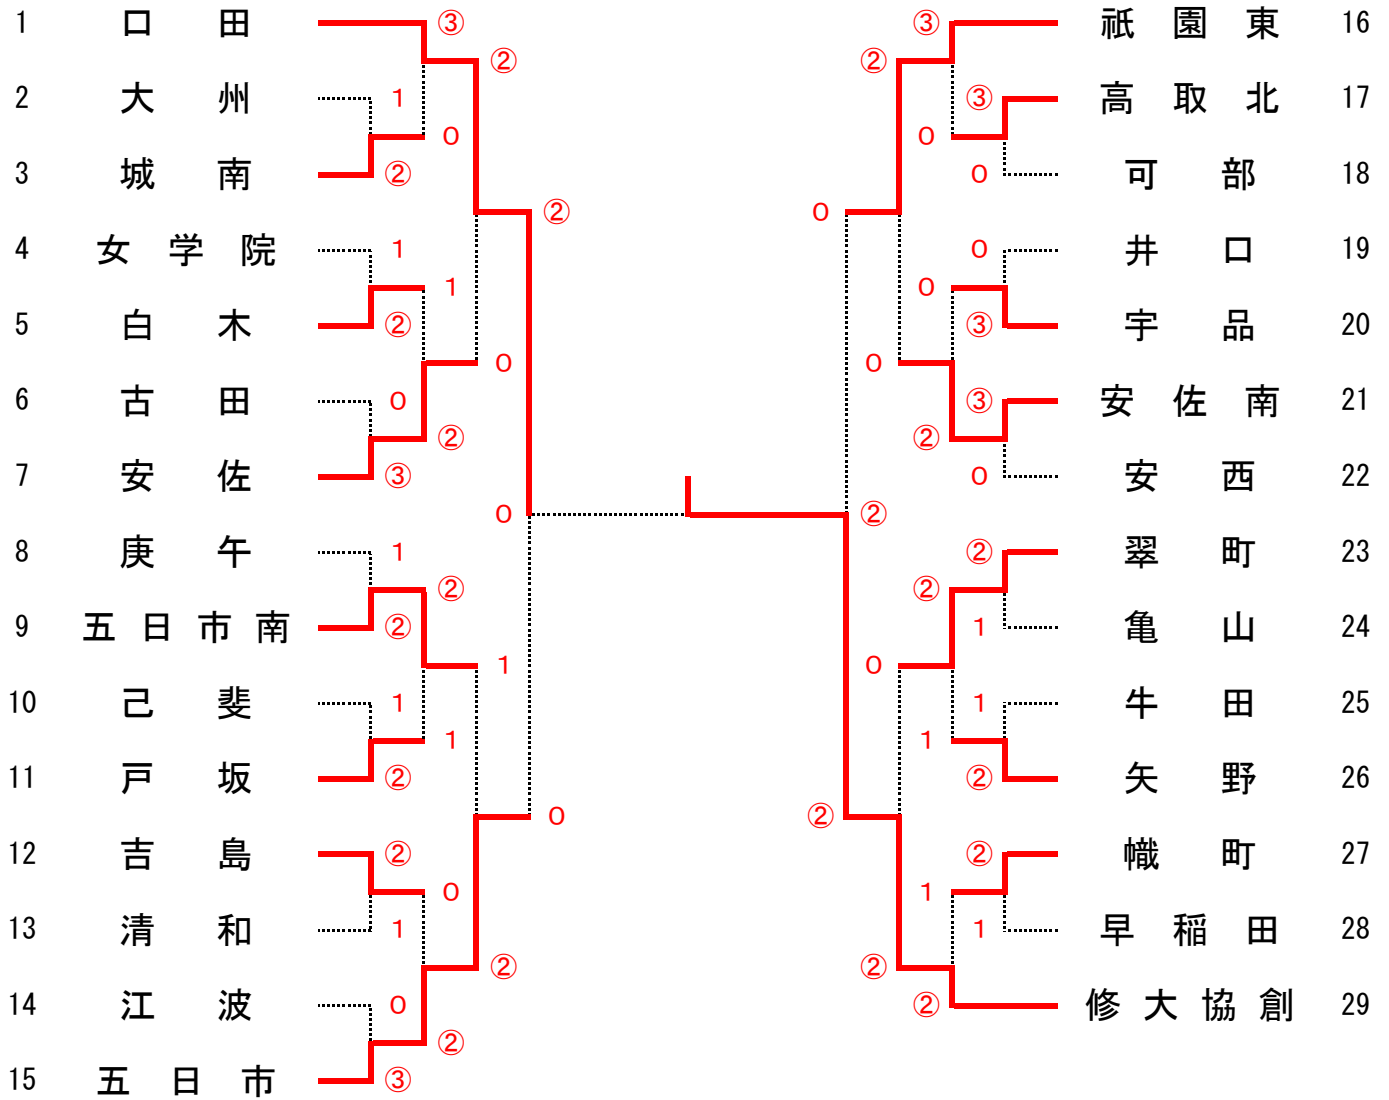 1 口田 ③ ③ 祇園東 16
② ②
2 大州 1 ③ 高取北 17
0 0
3 城南 ② 0 可部 18
② 0
4 女学院 1 0 井口 19
1 0
5 白木 ② ③ 宇品 20
0 0
6 古田 0 ③ 安佐南 21
② ②
7 安佐 ③ 0 安西 22
0 ②
8 庚午 1 ② 翠町 23
② ②
9 五日市南 ② 1 亀山 24
1 0
10 己斐 1 1 牛田 25
1 1
11 戸坂 ② ② 矢野 26
0 ②
12 吉島 ② ② 幟町 27
0 1
13 清和 1 1 早稲田 28
② ②
14 江波 0 ② 修大協創 29
②
15 五日市 ③